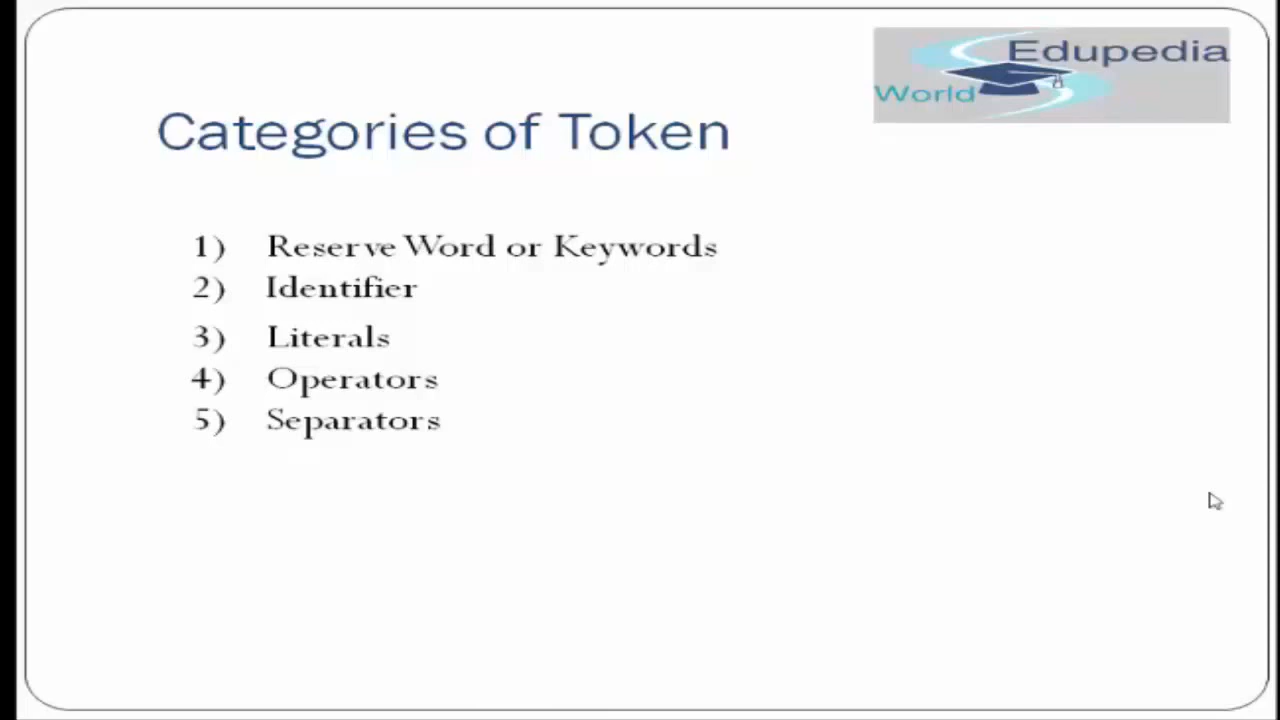 Edupedia
World
Categories of Token
1) Reserve Word or Keywords
2) Identifier
3) Literals
4) Operators
5) Separators